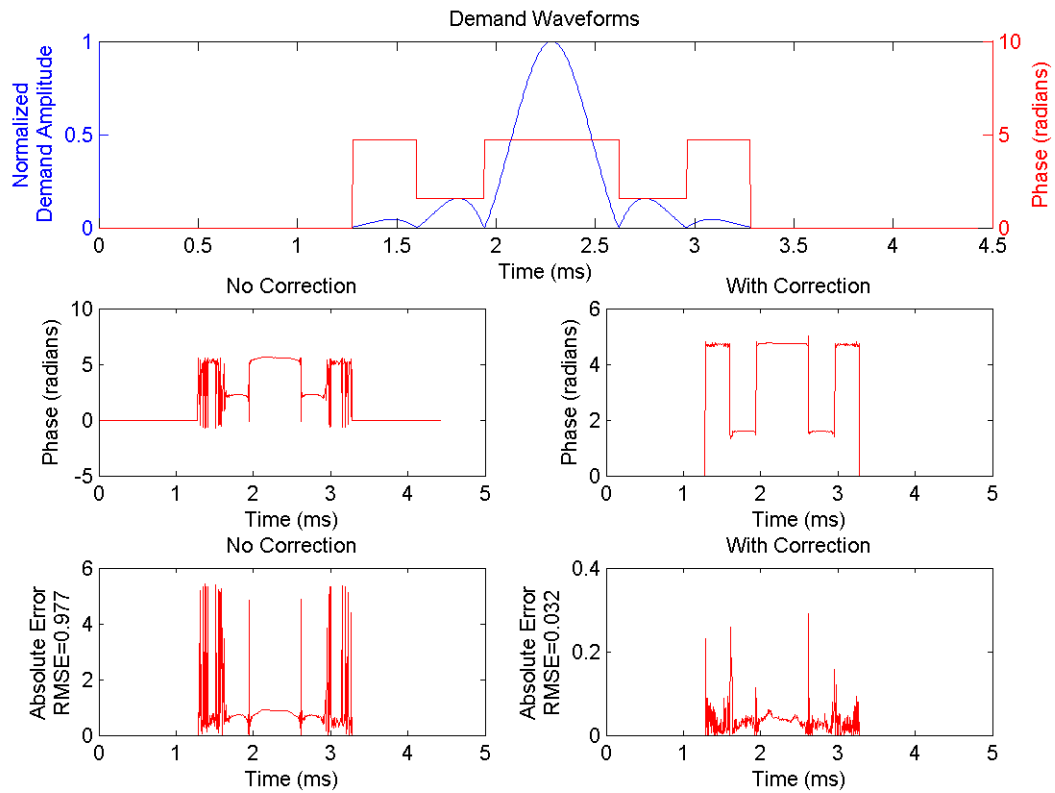 Demand Waveforms
Normalized
Demand Amplitude
1
0.5
0
10
5
0
Phase (radians)
0 0.5 1 1.5 2 2.5 3 3.5 4 4.5
Time (ms)
No Correction
Phase (radians)
10
5
0
-5
0 1 2 3 4 5
Time (ms)
With Correction
Phase (radians)
6
4
2
0
0 1 2 3 4 5
Time (ms)
No Correction
Absolute Error
RMSE=0.977
6
4
2
0
0 1 2 3 4 5
Time (ms)
With Correction
Absolute Error
RMSE=0.032
0.4
0.2
0
0 1 2 3 4 5
Time (ms)